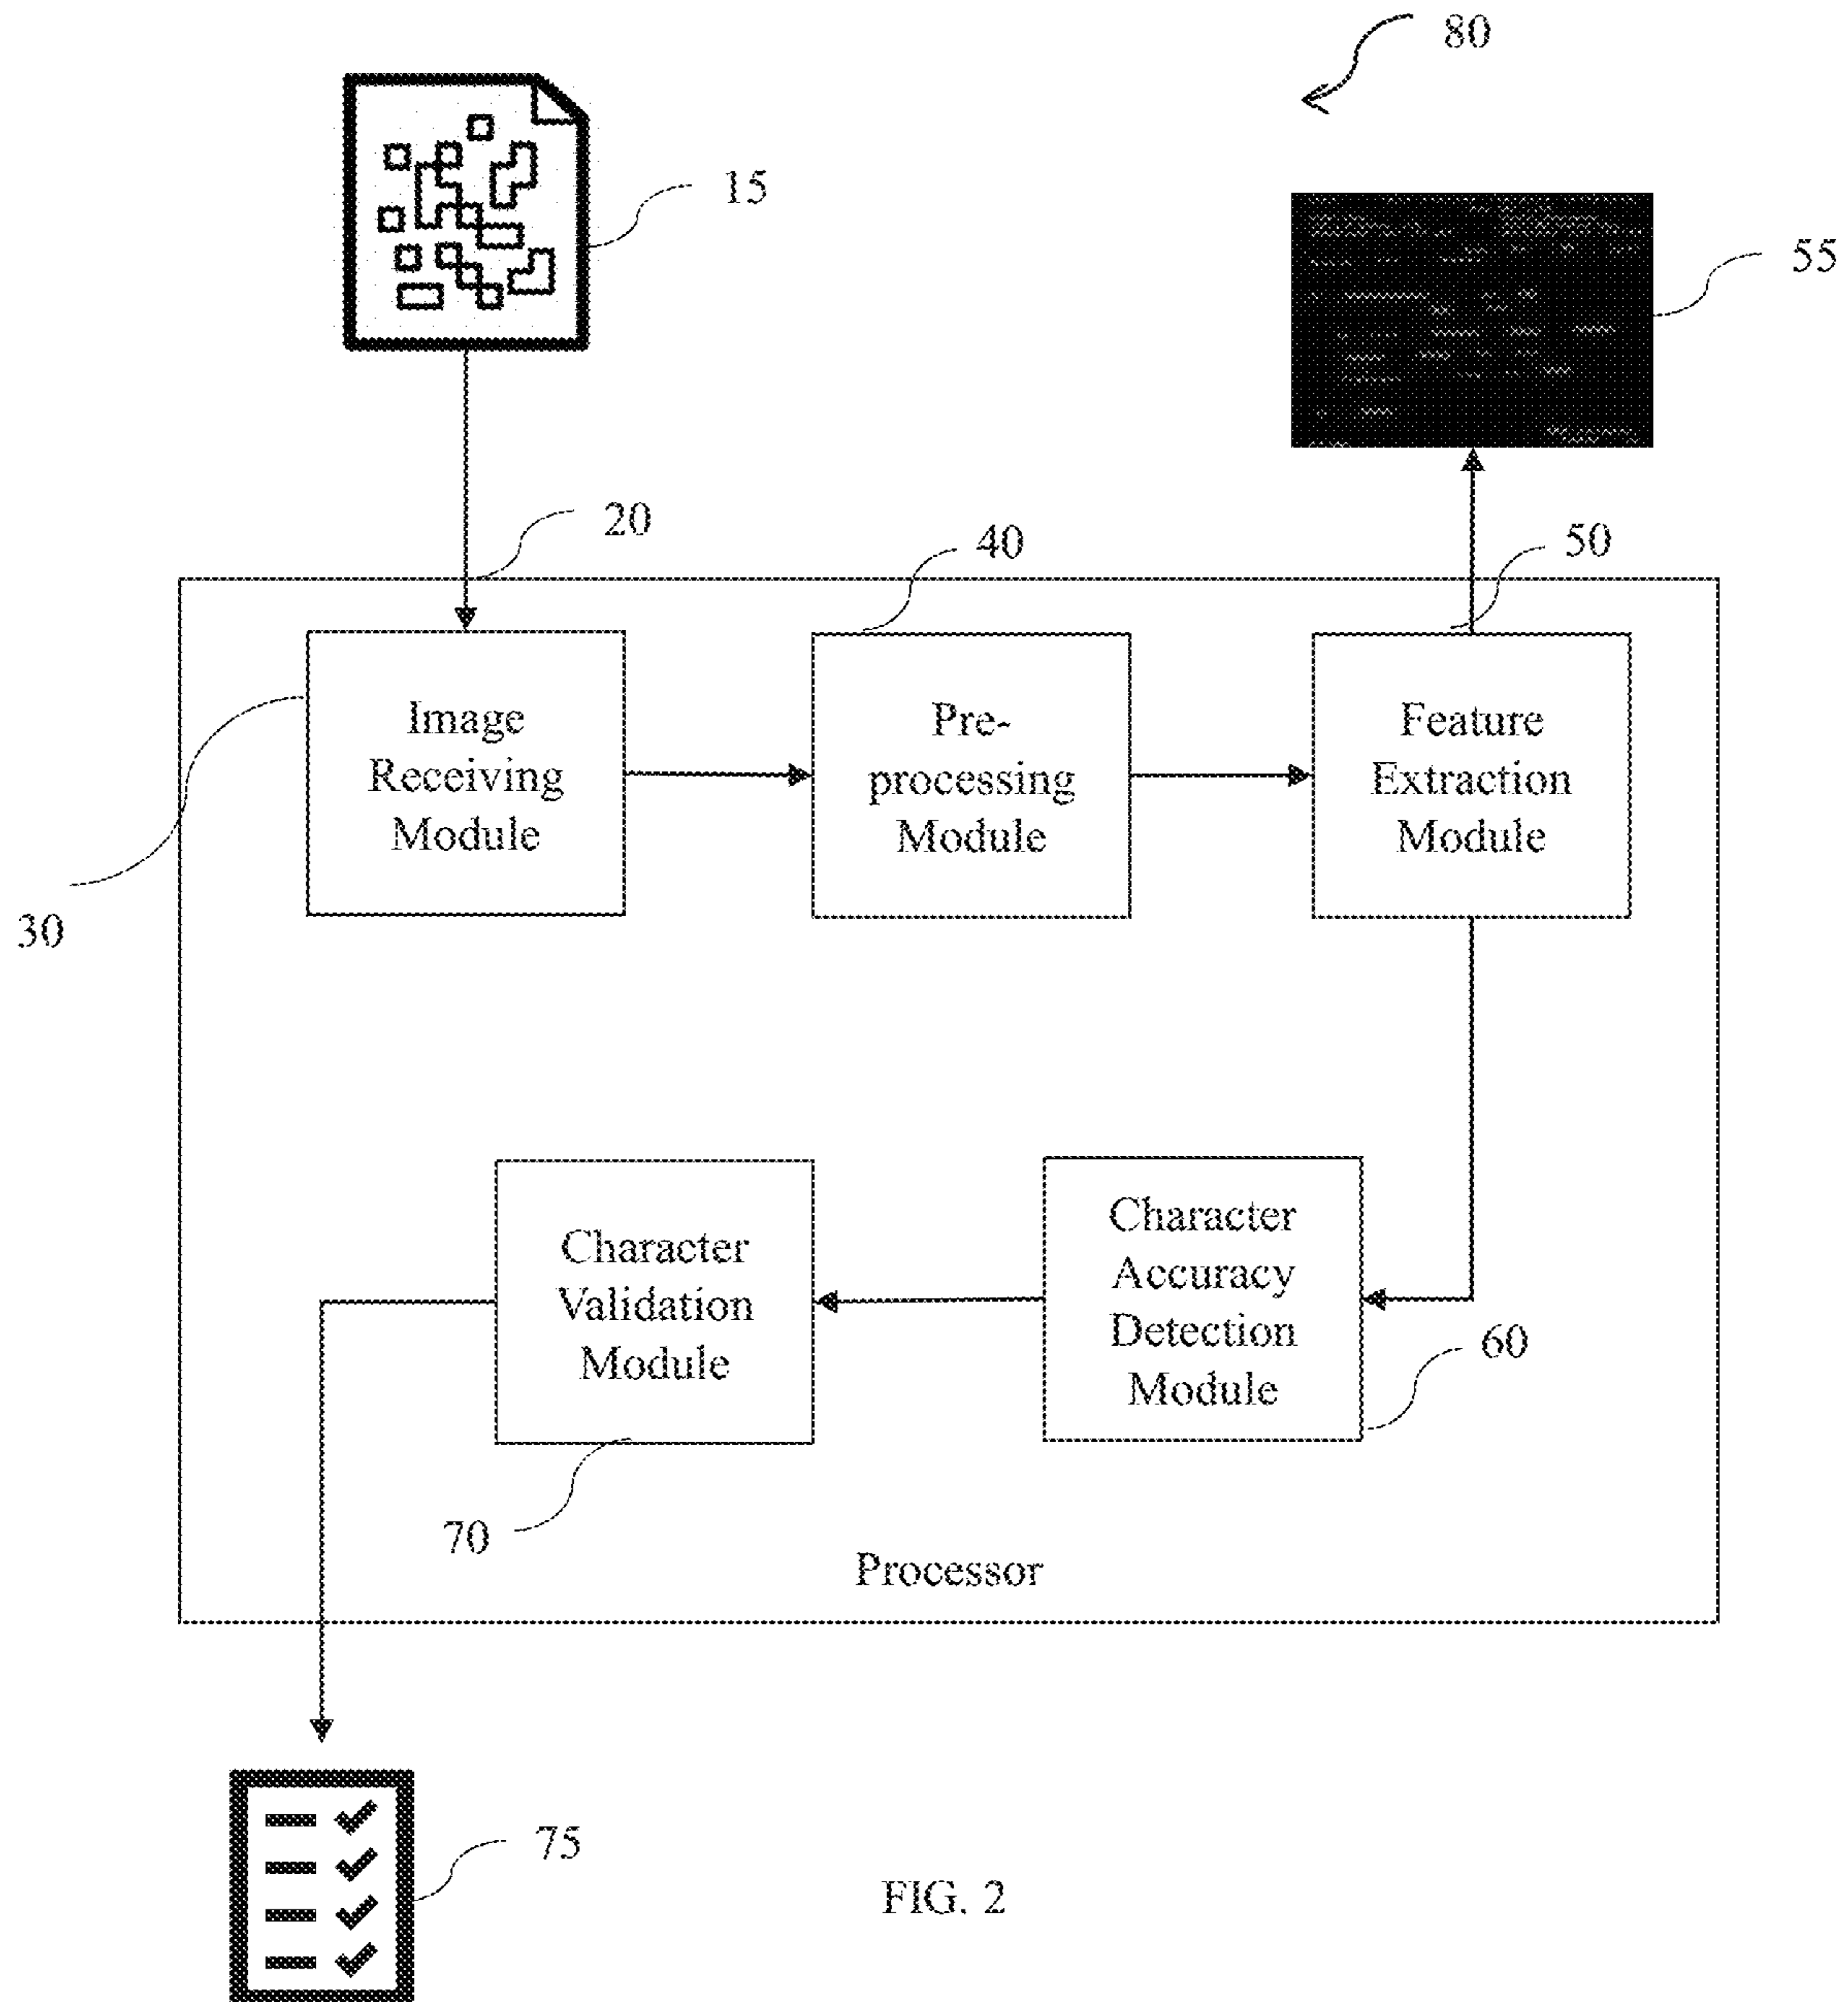 80
15
55
20
40
50
Image
Receiving
Module
Pre-
processing
Module
Feature
Extraction
Module
30
Character
Validation
Module
Character
Accuracy
Detection
Module
60
70
Processor
75
FIG. 2